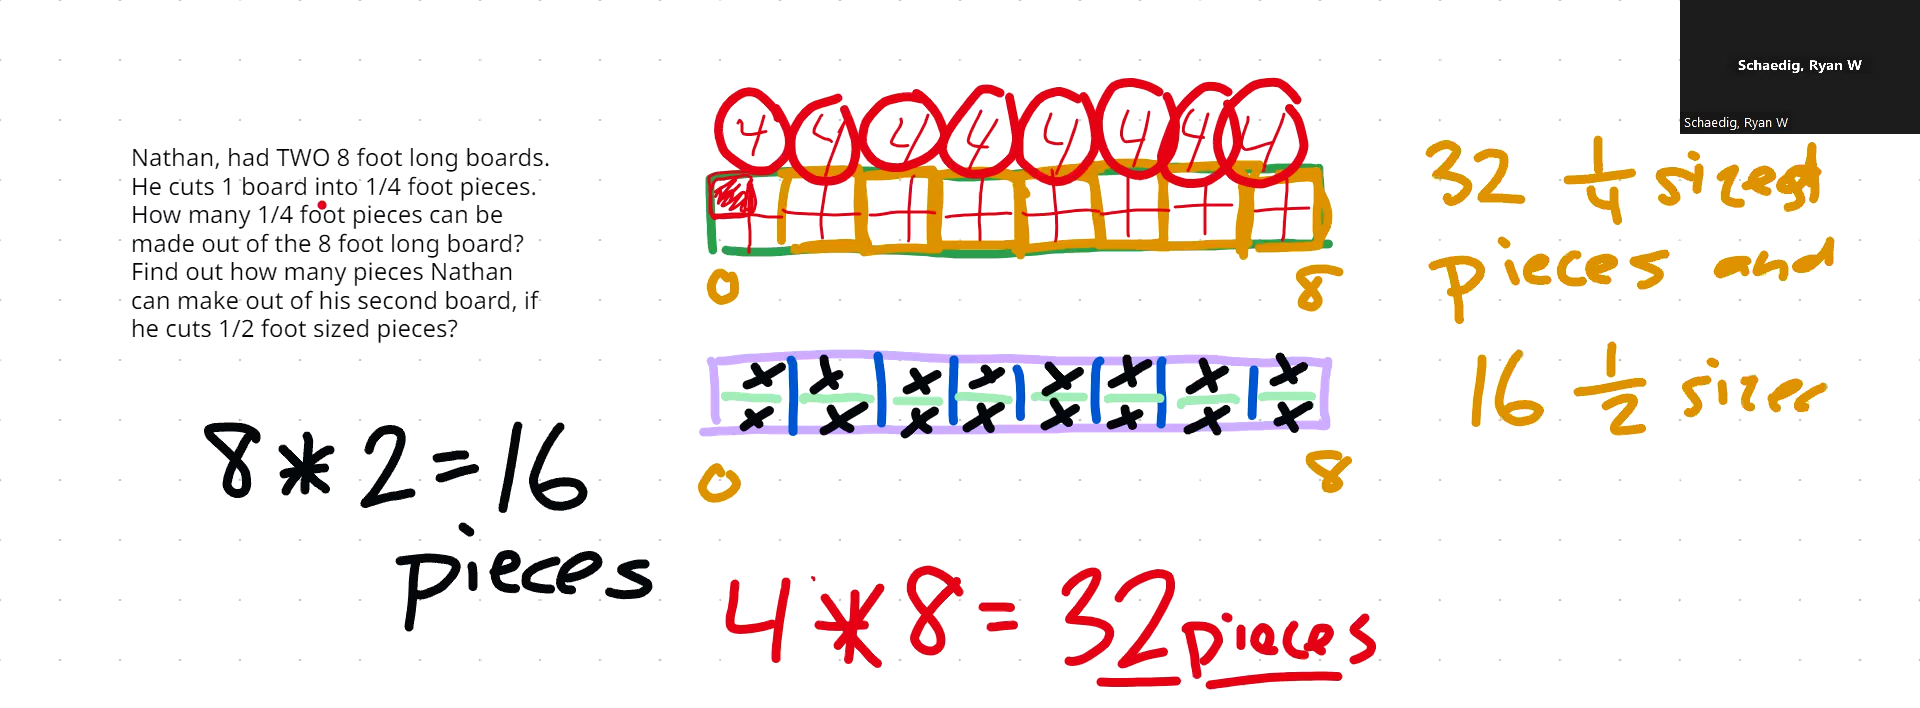 Schaedig, Ryan W
Schaedig, Ryan W
Nathan, had TWO 8 foot long boards.
He cuts 1 board into 1/4 foot pieces.
How many 1/4 foot pieces can be
made out of the 8 foot long board?
Find out how many pieces Nathan
can make out of his second board, if
he cuts 1/2 foot sized pieces?
4 4 4 4 4 4 4 4
0 8
0 8
8 * 2 = 16
pieces
4 * 8 = 32 pieces
32 1/4 sized
pieces and
16 1/2 sized